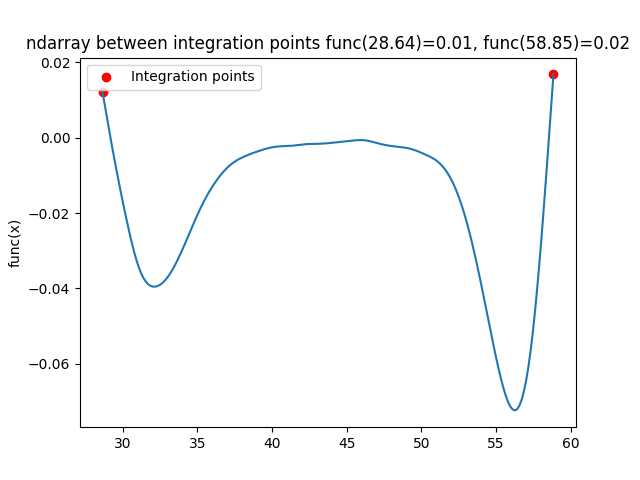 ndarray between integration points func(28.64)=0.01, func(58.85)=0.02
Integration points
func(x)
0.02
0.00
−0.02
−0.04
−0.06
30 35 40 45 50 55 60